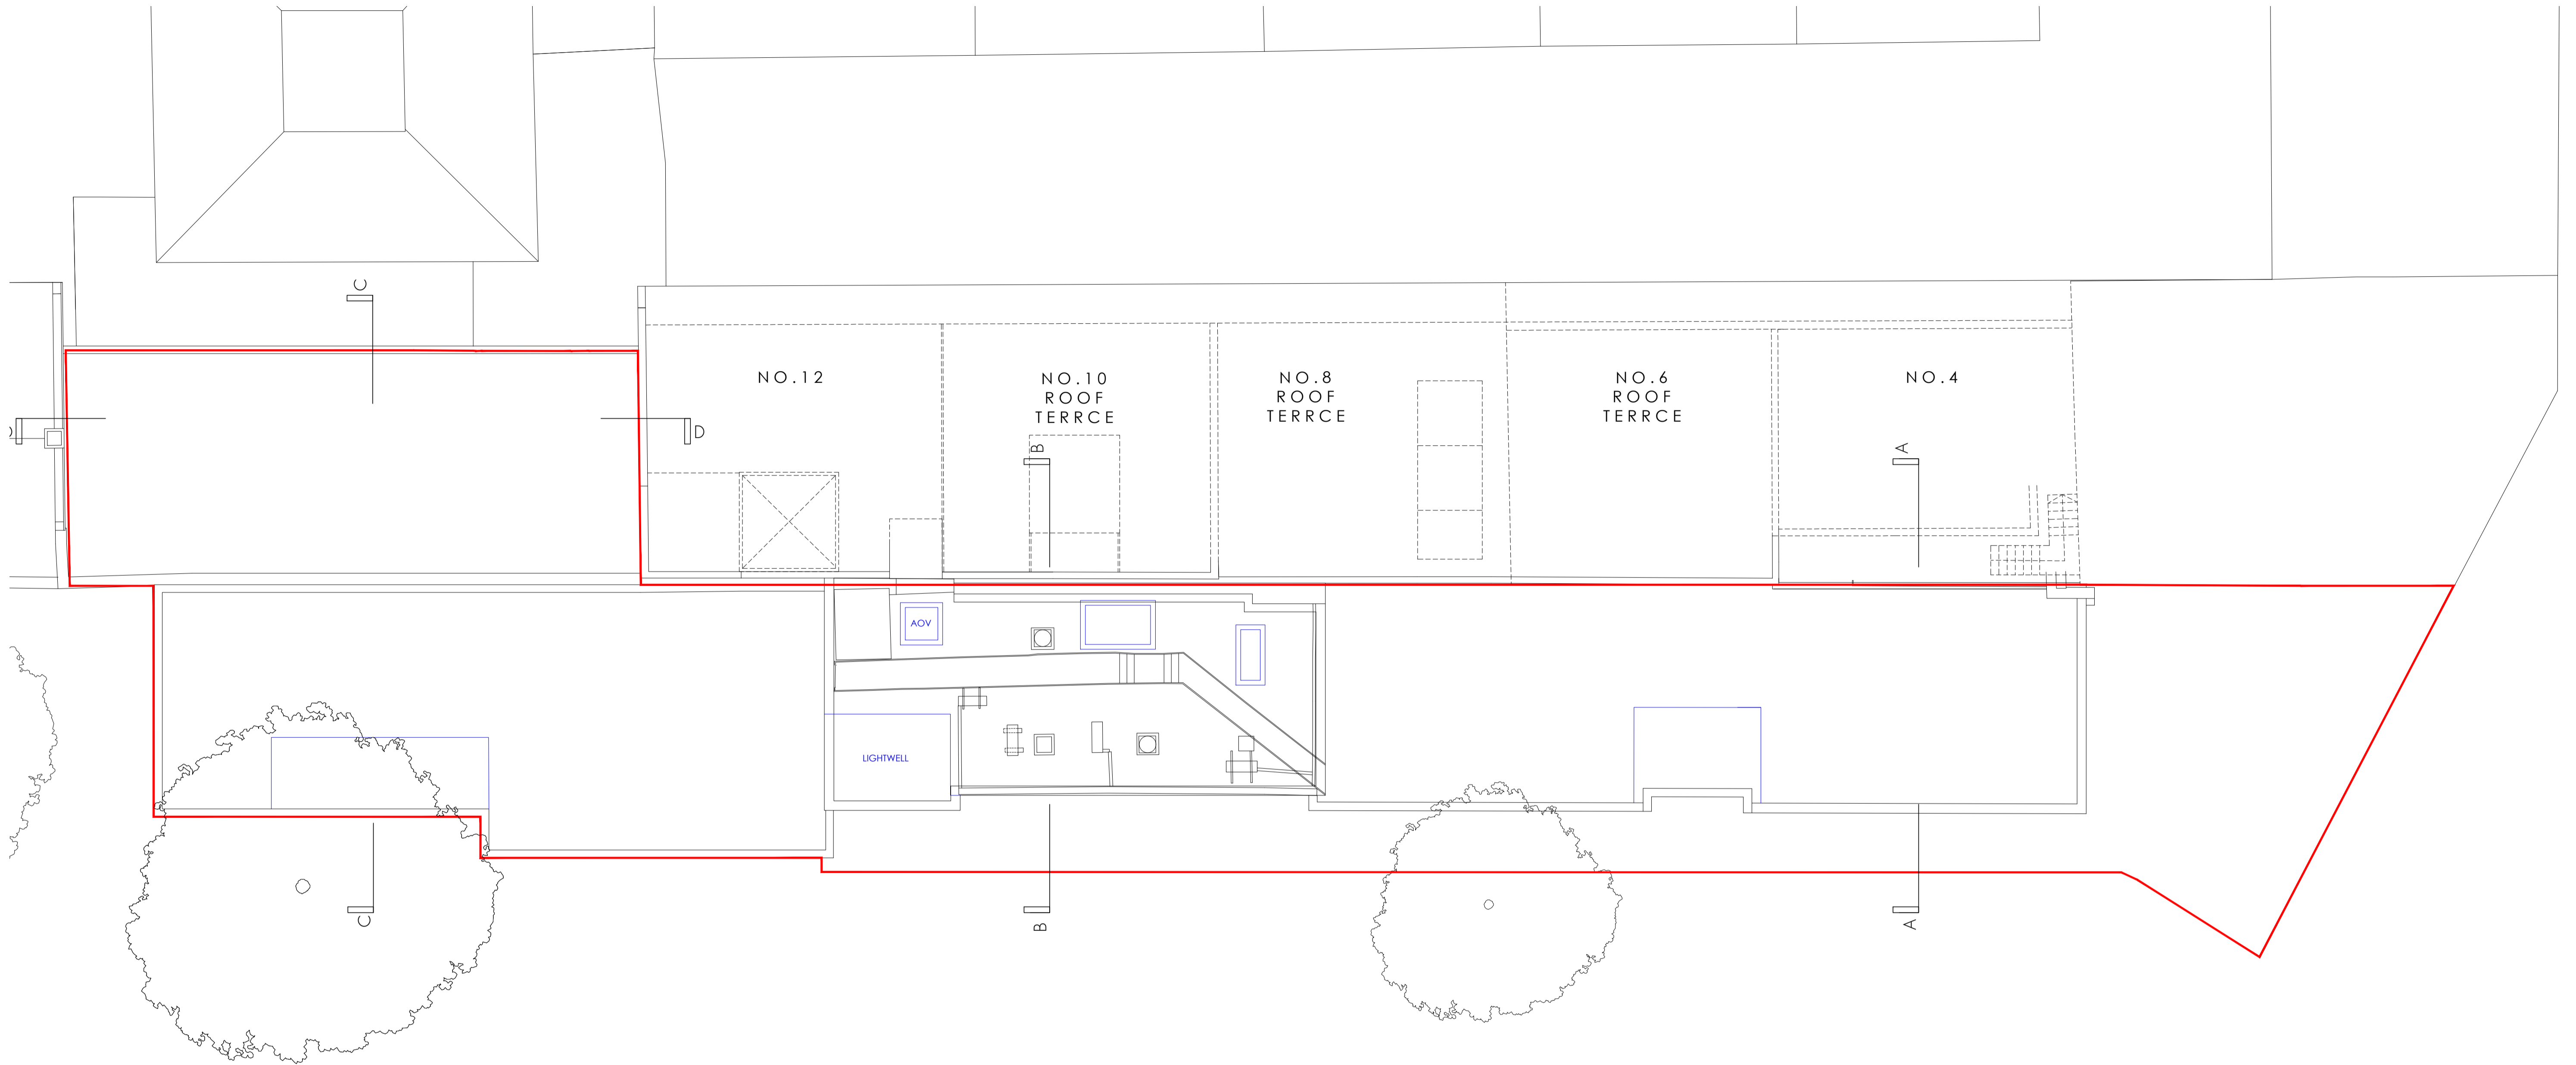 C
NO.12
NO.10
ROOF
TERRCE
NO.8
ROOF
TERRCE
NO.6
ROOF
TERRCE
NO.4
D
D
B
A
AOV
LIGHTWELL
C
B
A